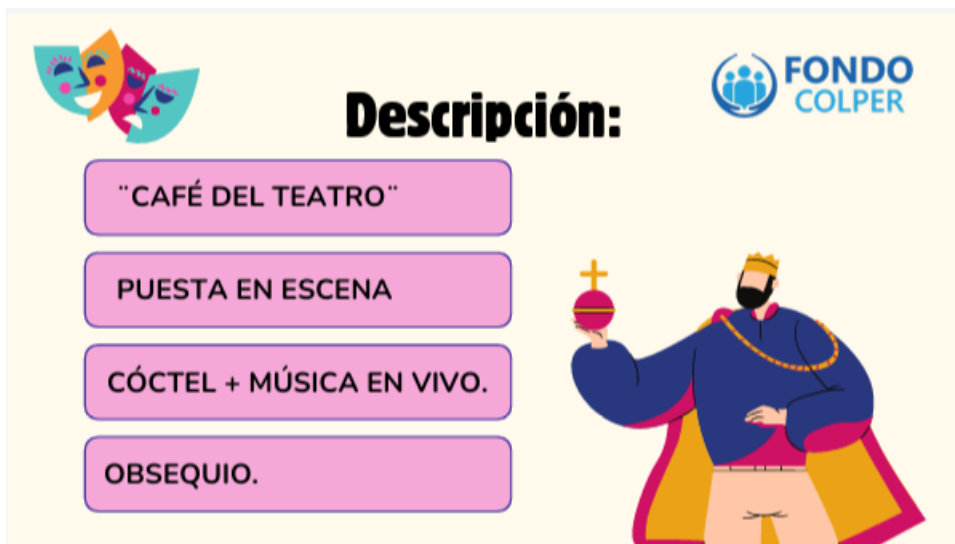 FONDO
COLPER
Descripción:
¨CAFÉ DEL TEATRO¨
PUESTA EN ESCENA
CÓCTEL + MÚSICA EN VIVO.
OBSEQUIO.